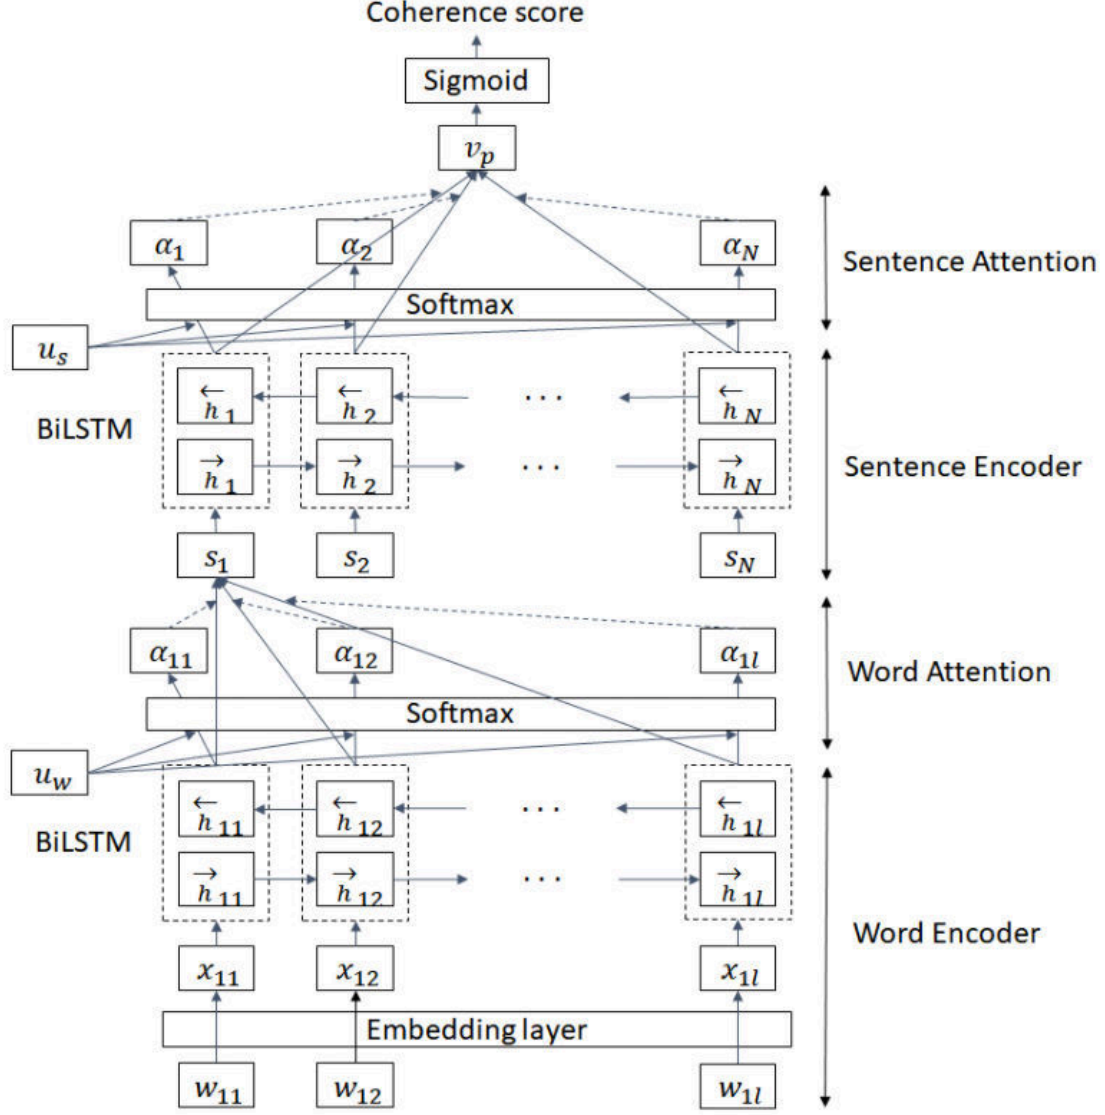 Coherence score
Sigmoid
v_p
α_1 α_2 α_N
Sentence Attention
Softmax
u_s
←h_1 ←h_2 ... ←h_N
BiLSTM
→h_1 →h_2 ... →h_N
Sentence Encoder
s_1 s_2 s_N
α_11 α_12 α_1l
Word Attention
Softmax
u_w
←h_11 ←h_12 ... ←h_1l
BiLSTM
→h_11 →h_12 ... →h_1l
Word Encoder
x_11 x_12 x_1l
Embedding layer
w_11 w_12 w_1l